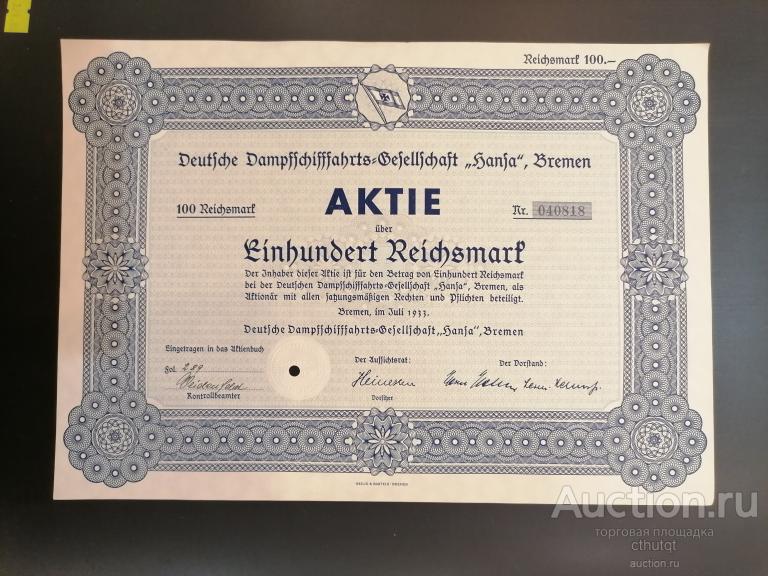 Reichsmark 100.—
Deutsche Dampfschifffahrts-Gesellschaft „Hansa", Bremen
100 Reichsmark
AKTIE
Nr. 040818
über
Einhundert Reichsmark
Der Inhaber dieser Aktie ist für den Betrag von Einhundert Reichsmark
bei der Deutschen Dampfschifffahrts-Gesellschaft „Hansa", Bremen, als
Aktionär mit allen satzungsmäßigen Rechten und Pflichten beteiligt.
Bremen, im Juli 1933.
Deutsche Dampfschifffahrts-Gesellschaft „Hansa", Bremen
Eingetragen in das Aktienbuch
Fol. 289
Kontrollbeamter
Der Aufsichtsrat:
Vorsitzer
Der Vorstand:
Auction.ru
торговая площадка
cthutqt
auction.ru